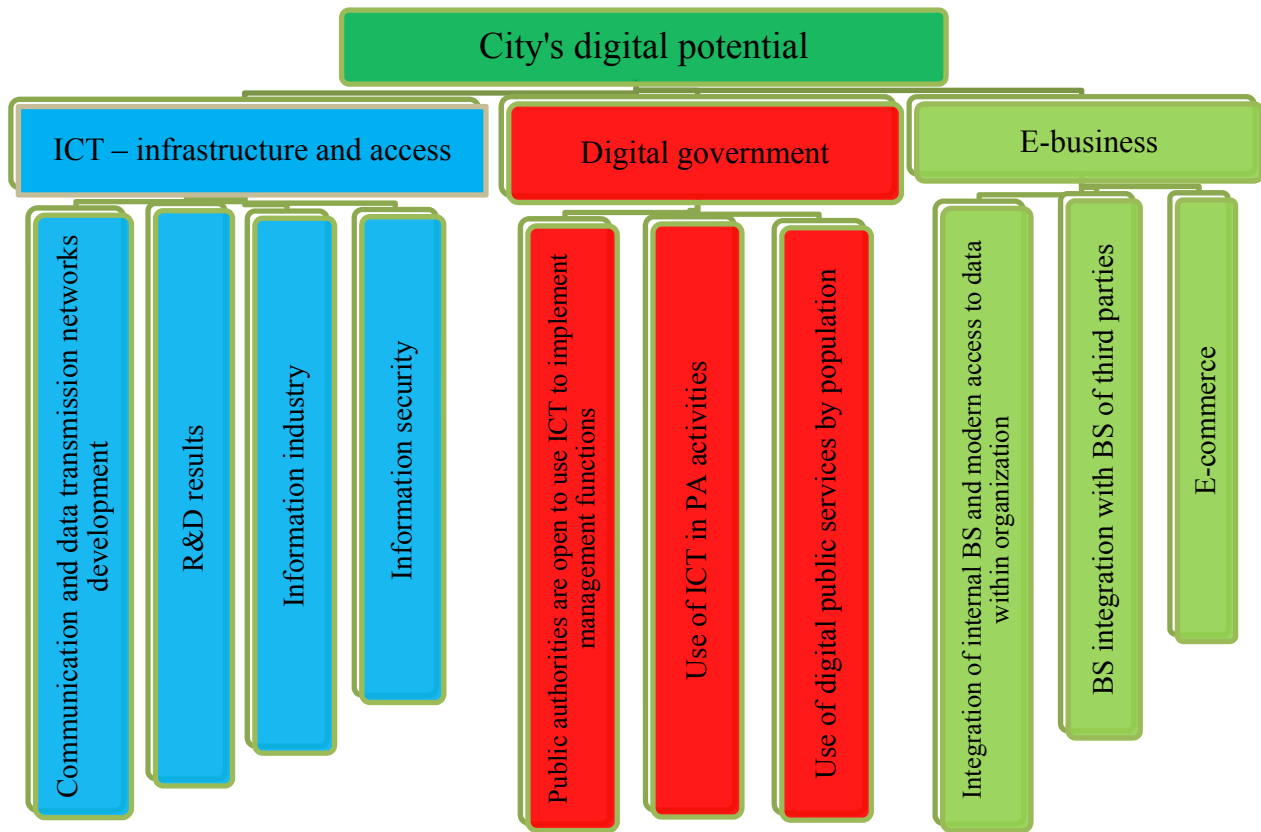 City's digital potential
ICT – infrastructure and access
Digital government
E-business
Communication and data transmission networks
development
R&D results
Information industry
Information security
Public authorities are open to use ICT to implement
management functions
Use of ICT in PA activities
Use of digital public services by population
Integration of internal BS and modern access to data
within organization
BS integration with BS of third parties
E-commerce